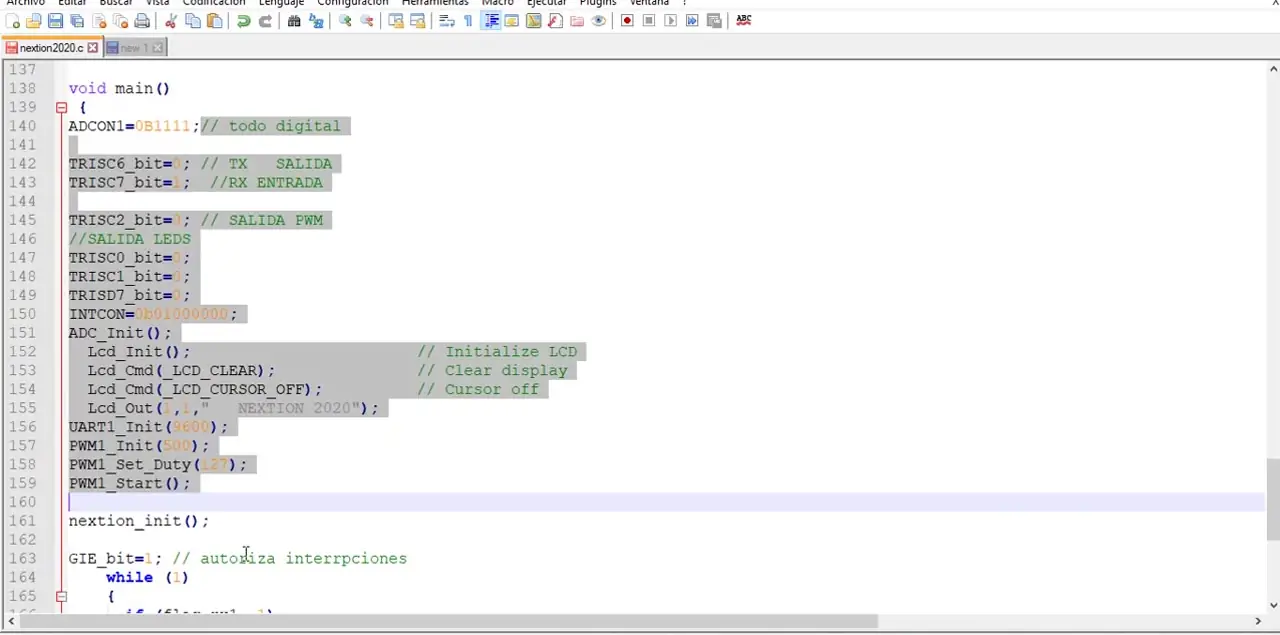 Archivo Editar Buscar Vista Codificación Lenguaje Configuración Herramientas Macro Ejecutar Plugins Ventana ?
ABC
nextion2020.c new 1
137
138 void main()
139 {
140 ADCON1=0B1111;// todo digital
141
142 TRISC6_bit=0; // TX   SALIDA
143 TRISC7_bit=1;  //RX ENTRADA
144
145 TRISC2_bit=0; // SALIDA PWM
146 //SALIDA LEDS
147 TRISC0_bit=0;
148 TRISC1_bit=0;
149 TRISD7_bit=0;
150 INTCON=0b01000000;
151 ADC_Init();
152   Lcd_Init();                        // Initialize LCD
153   Lcd_Cmd(_LCD_CLEAR);               // Clear display
154   Lcd_Cmd(_LCD_CURSOR_OFF);          // Cursor off
155   Lcd_Out(1,1,"   NEXTION 2020");
156 UART1_Init(9600);
157 PWM1_Init(500);
158 PWM1_Set_Duty(127);
159 PWM1_Start();
160
161 nextion_init();
162
163 GIE_bit=1; // autoriza interrpciones
164     while (1)
165     {